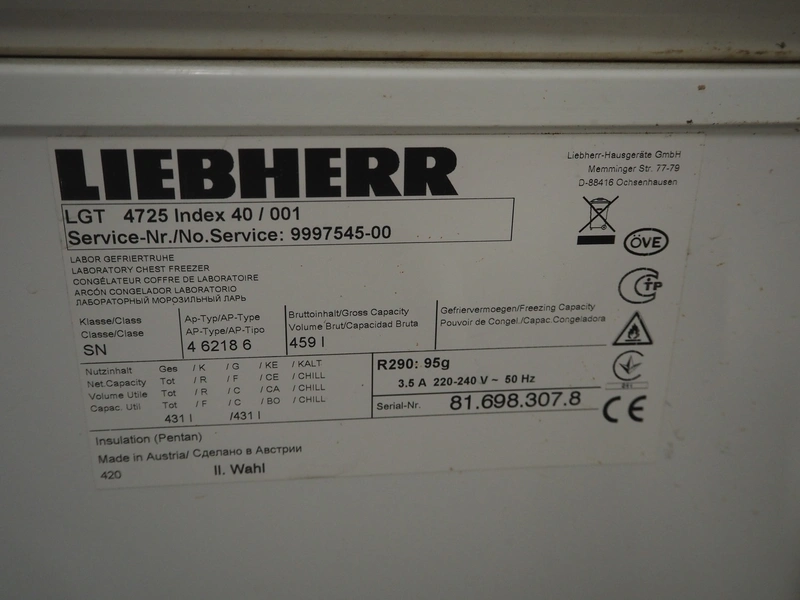 LIEBHERR
Liebherr-Hausgeräte GmbH
Memminger Str. 77-79
D-88416 Ochsenhausen
LGT 4725 Index 40 / 001
Service-Nr./No.Service: 9997545-00
ÖVE
LABOR GEFRIERTRUHE
LABORATORY CHEST FREEZER
CONGÉLATEUR COFFRE DE LABORATOIRE
ARCÓN CONGELADOR LABORATORIO
ЛАБОРАТОРНЫЙ МОРОЗИЛЬНЫЙ ЛАРЬ
Klasse/Class
Classe/Clase
SN
Ap-Typ/AP-Type
AP-Type/AP-Tipo
4 6218 6
Bruttoinhalt/Gross Capacity
Volume Brut/Capacidad Bruta
459 l
Gefriervermoegen/Freezing Capacity
Pouvoir de Congel./Capac.Congeladora
Nutzinhalt Ges / K / G / KE / KALT
Net.Capacity Tot / R / F / CE / CHILL
Volume Utile Tot / R / C / CA / CHILL
Capac. Util Tot / F / C / BO / CHILL
431 l /431 l
R290: 95g
3.5 A 220-240 V ~ 50 Hz
Serial-Nr. 81.698.307.8
CE
Insulation (Pentan)
Made in Austria/ Сделано в Австрии
420 II. Wahl